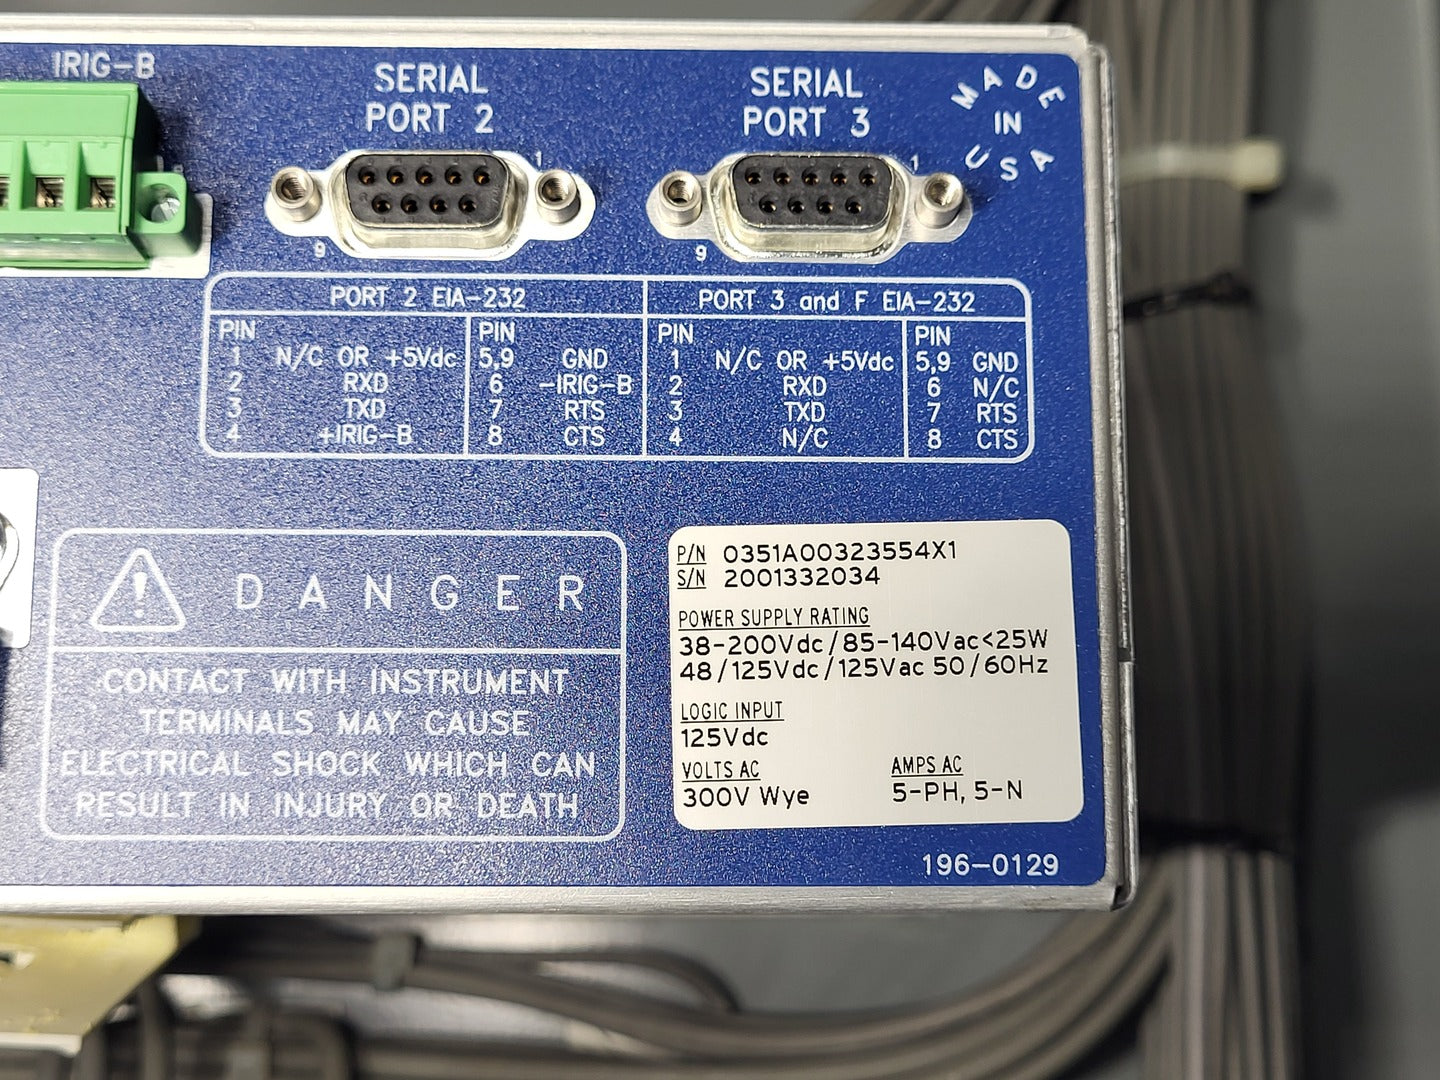 IRIG-B
SERIAL
PORT 2
SERIAL
PORT 3
MADE
IN
USA
1
9
1
9
PORT 2 EIA-232
PIN PIN
1 N/C OR +5Vdc 5,9 GND
2 RXD 6 -IRIG-B
3 TXD 7 RTS
4 +IRIG-B 8 CTS
PORT 3 and F EIA-232
PIN PIN
1 N/C OR +5Vdc 5,9 GND
2 RXD 6 N/C
3 TXD 7 RTS
4 N/C 8 CTS
DANGER
CONTACT WITH INSTRUMENT
TERMINALS MAY CAUSE
ELECTRICAL SHOCK WHICH CAN
RESULT IN INJURY OR DEATH
P/N 0351A00323554X1
S/N 2001332034
POWER SUPPLY RATING
38-200Vdc/85-140Vac<25W
48/125Vdc/125Vac 50/60Hz
LOGIC INPUT
125Vdc
VOLTS AC AMPS AC
300V Wye 5-PH, 5-N
196-0129